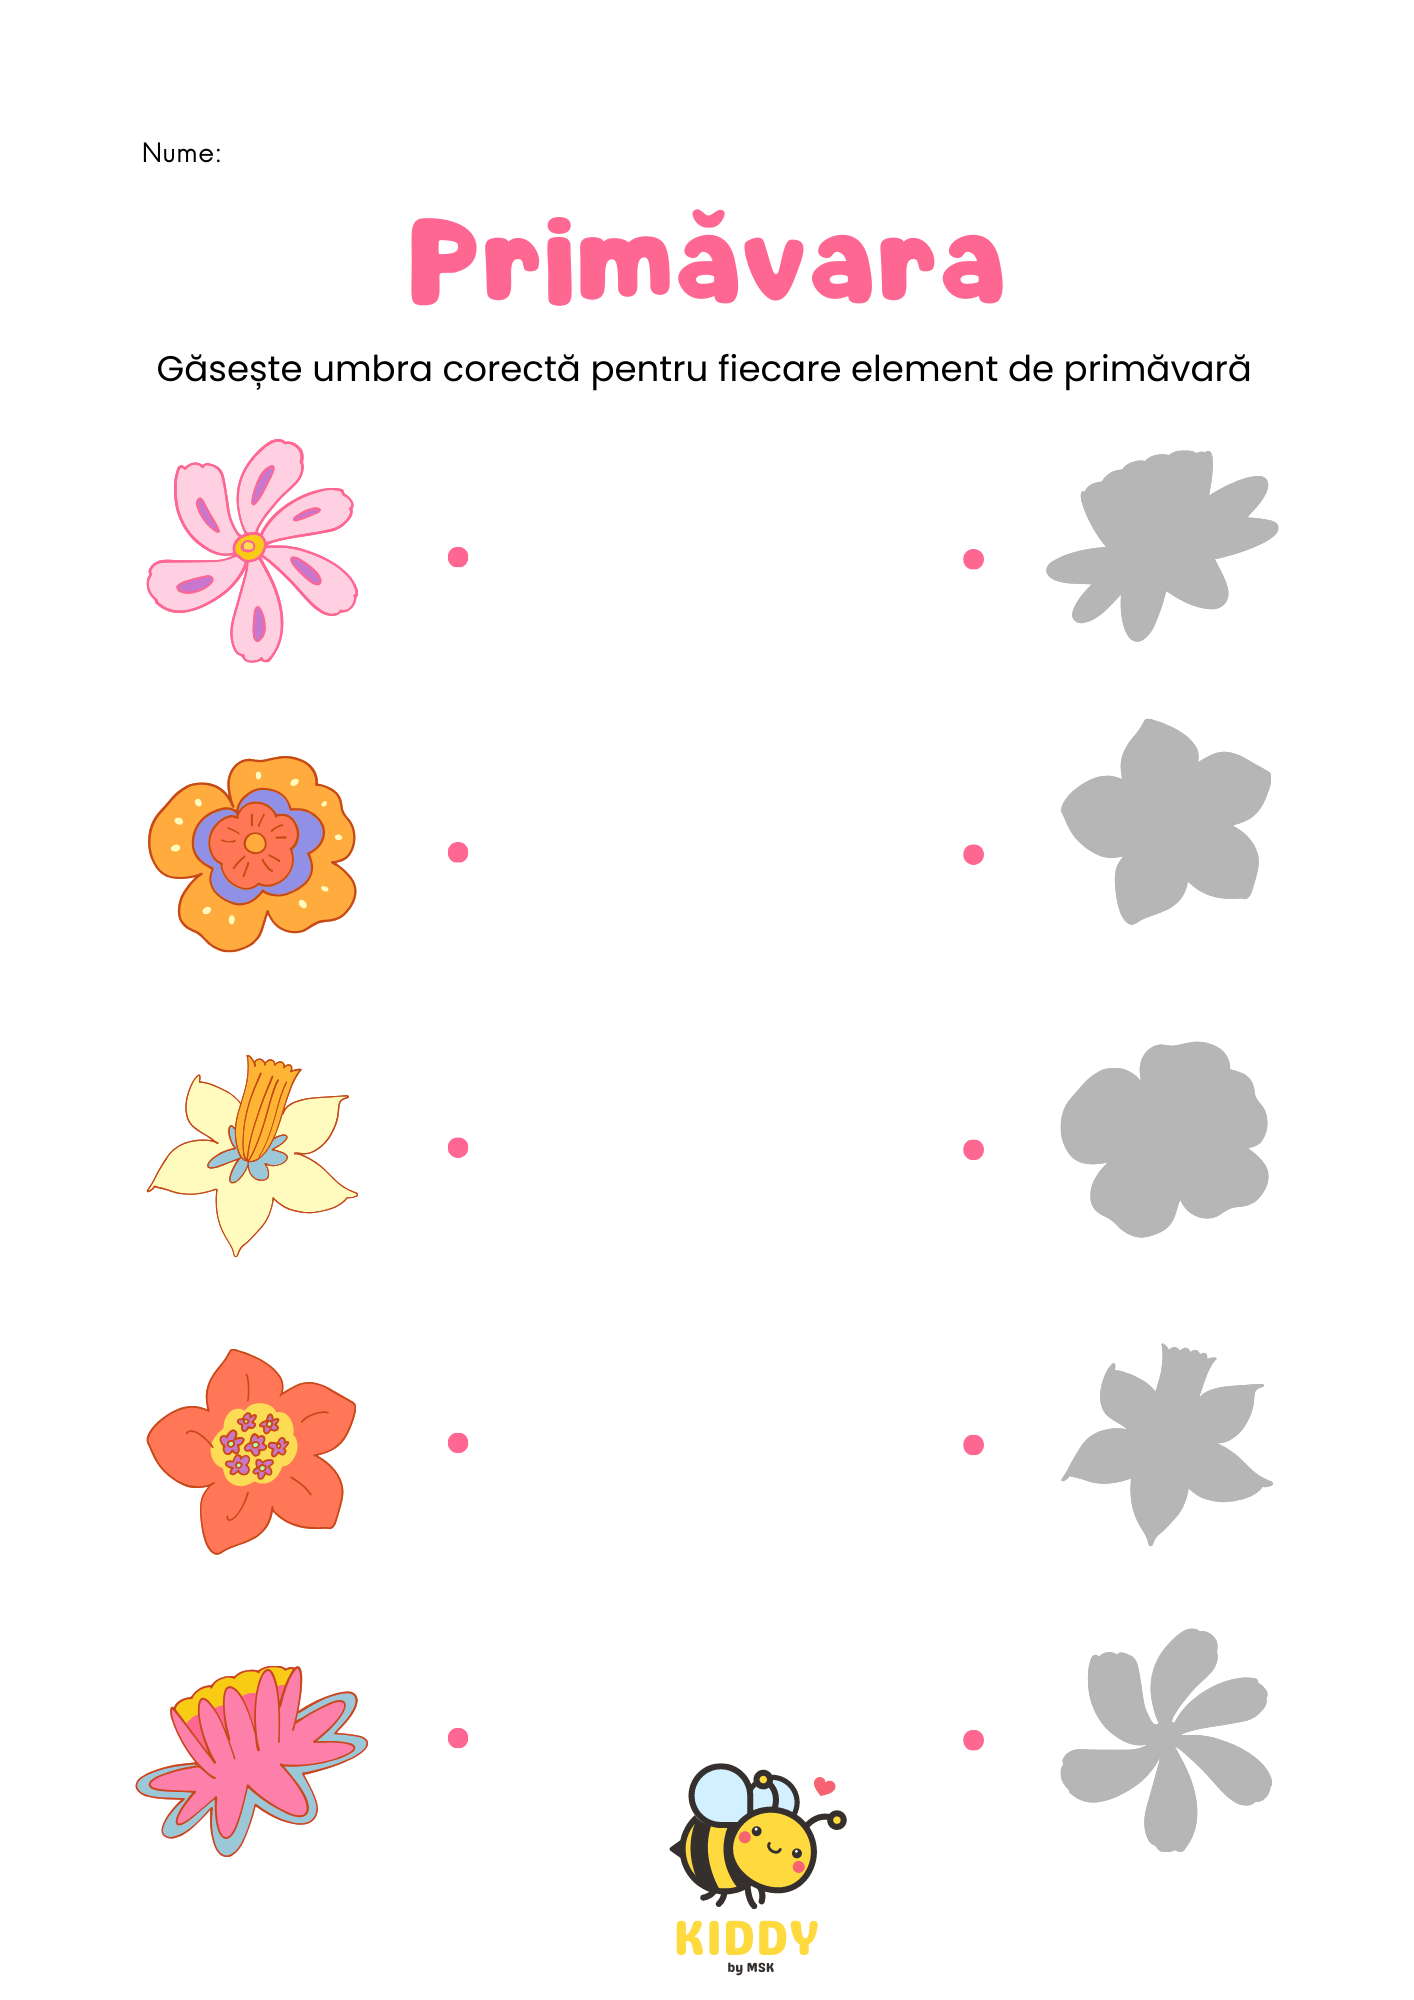 Nume:
Primăvara
Găsește umbra corectă pentru fiecare element de primăvară
KIDDY
by MSK